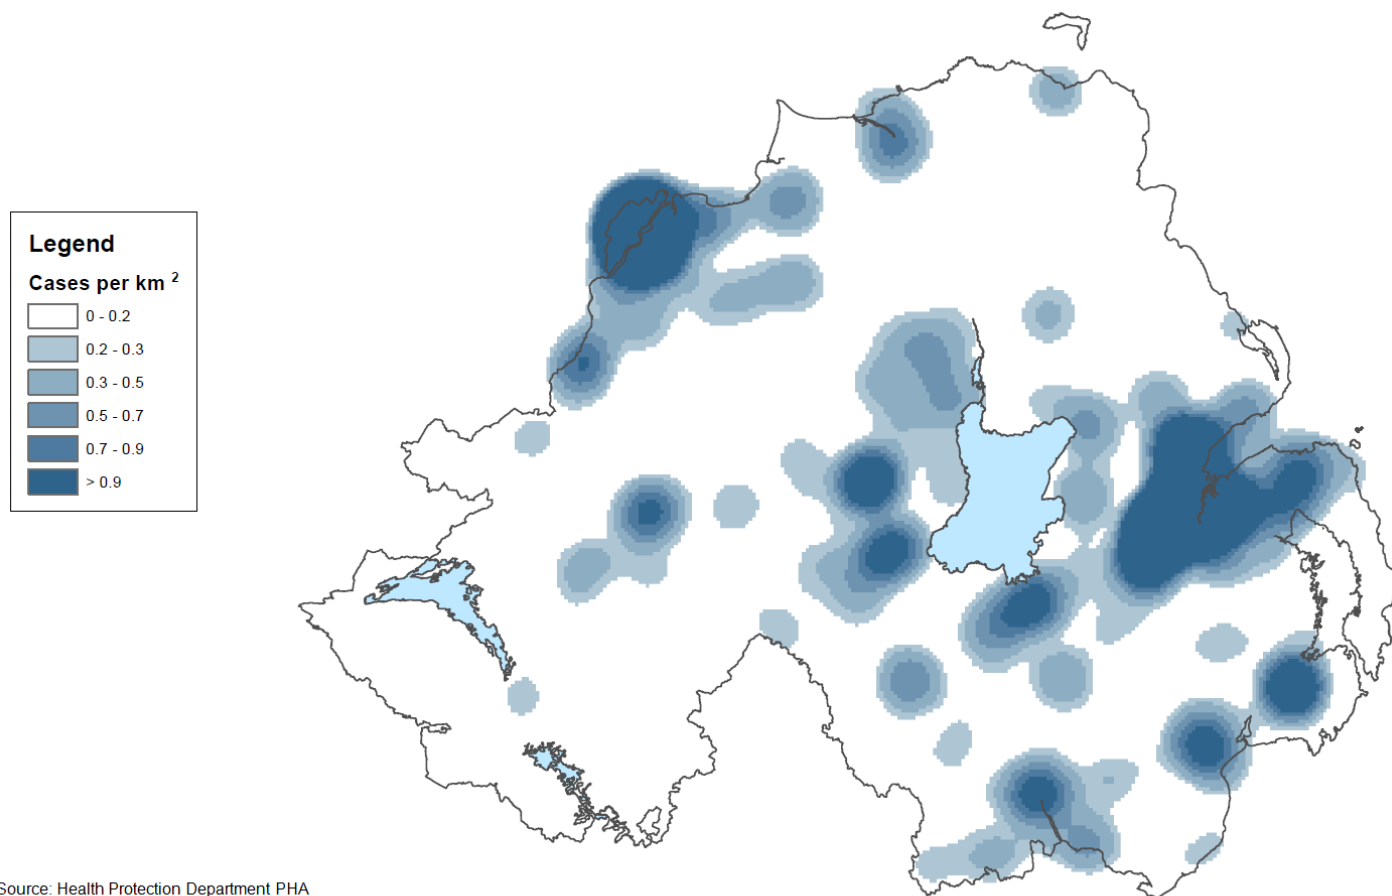 Legend
Cases per km ²
0 - 0.2
0.2 - 0.3
0.3 - 0.5
0.5 - 0.7
0.7 - 0.9
> 0.9
Source: Health Protection Department PHA